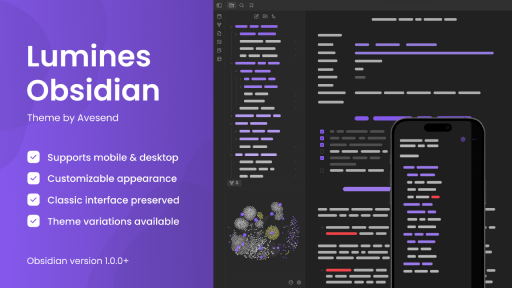 Lumines
Obsidian
Theme by Avesend
Supports mobile & desktop
Customizable appearance
Classic interface preserved
Theme variations available
Obsidian version 1.0.0+